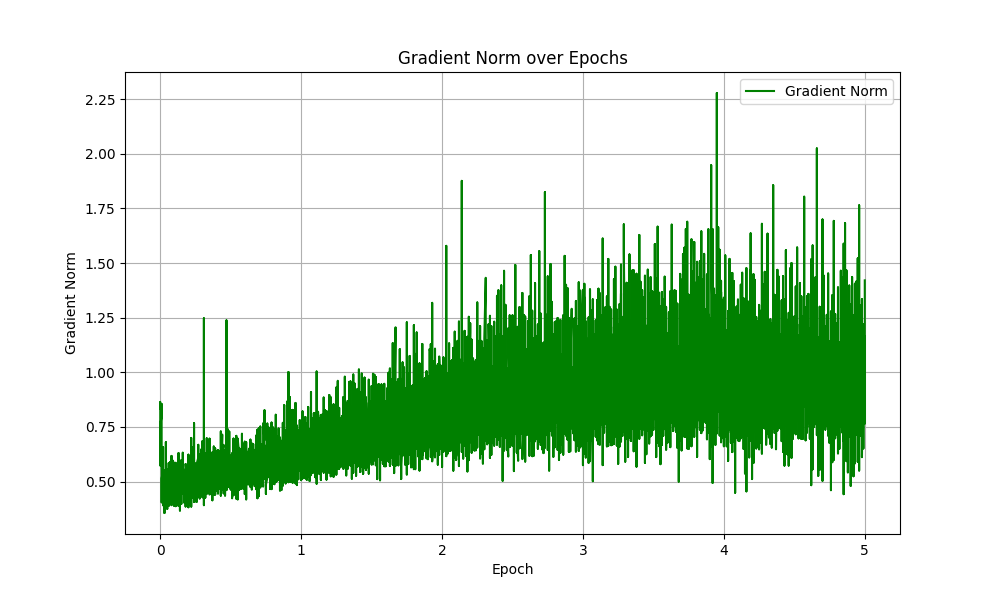 Gradient Norm over Epochs
Gradient Norm
2.25
2.00
1.75
1.50
1.25
1.00
0.75
0.50
Gradient Norm
0 1 2 3 4 5
Epoch